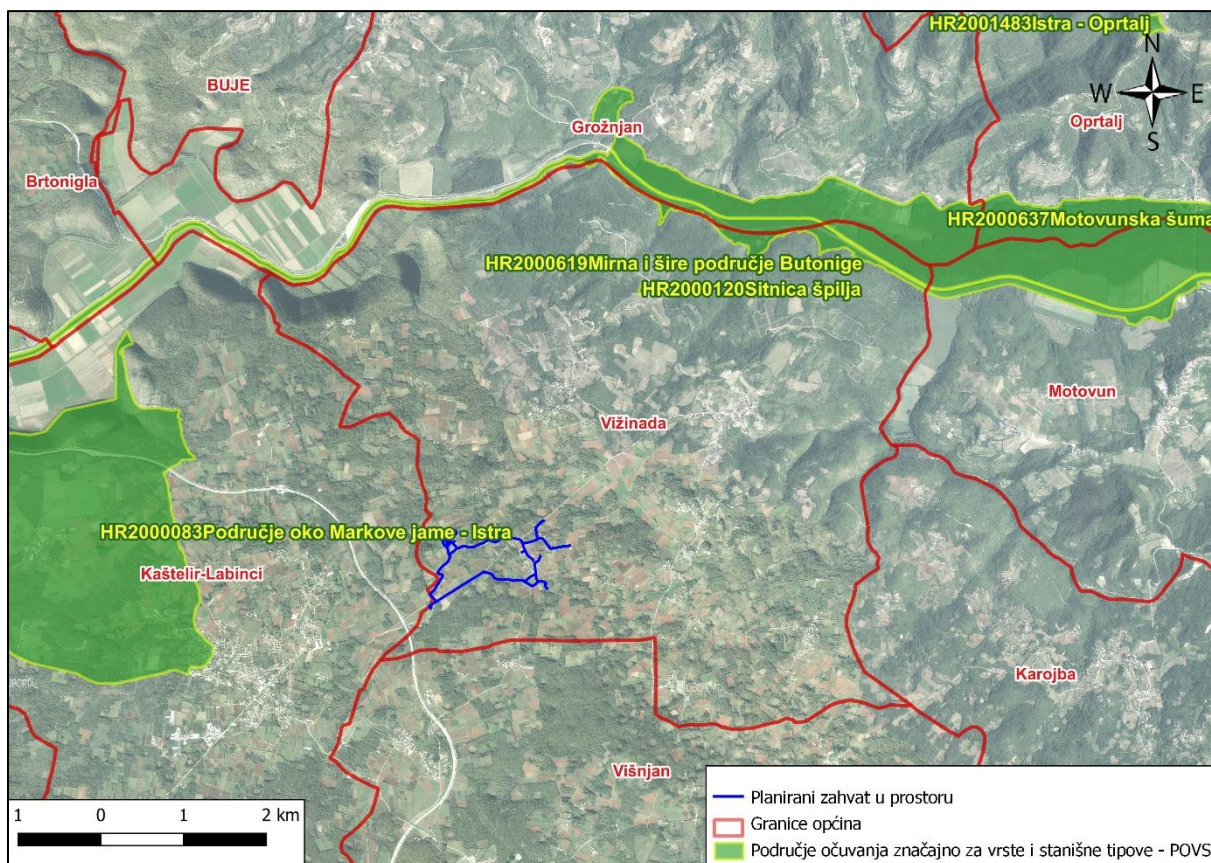 HR2001483Istra - Oprtalj
N
W
E
S
BUJE
Grožnjan
Oprtalj
Brtonigla
HR2000637Motovunska šuma
HR2000619Mirna i šire područje Butonige
HR2000120Sitnica špilja
Motovun
Vižinada
HR2000083Područje oko Markove jame - Istra
Kaštelir-Labinci
Karojba
Višnjan
1 0 1 2 km
Planirani zahvat u prostoru
Granice općina
Područje očuvanja značajno za vrste i stanišne tipove - POVS